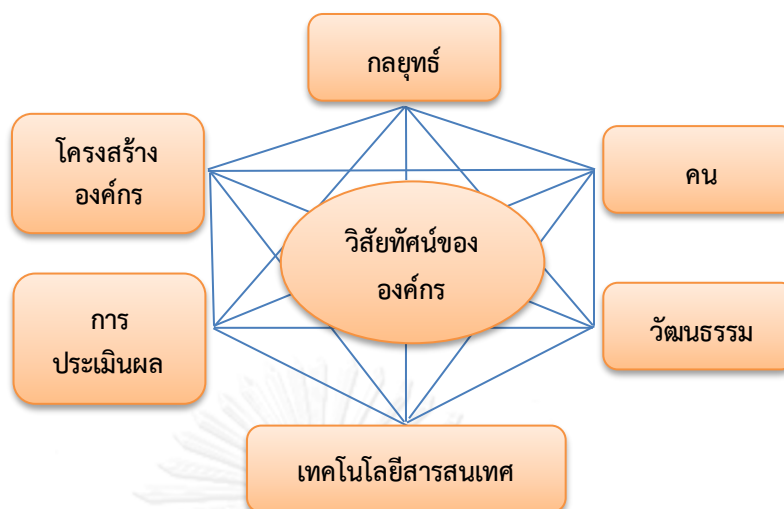 กลยุทธ์
โครงสร้าง
องค์กร
คน
วิสัยทัศน์ของ
องค์กร
การ
ประเมินผล
วัฒนธรรม
เทคโนโลยีสารสนเทศ